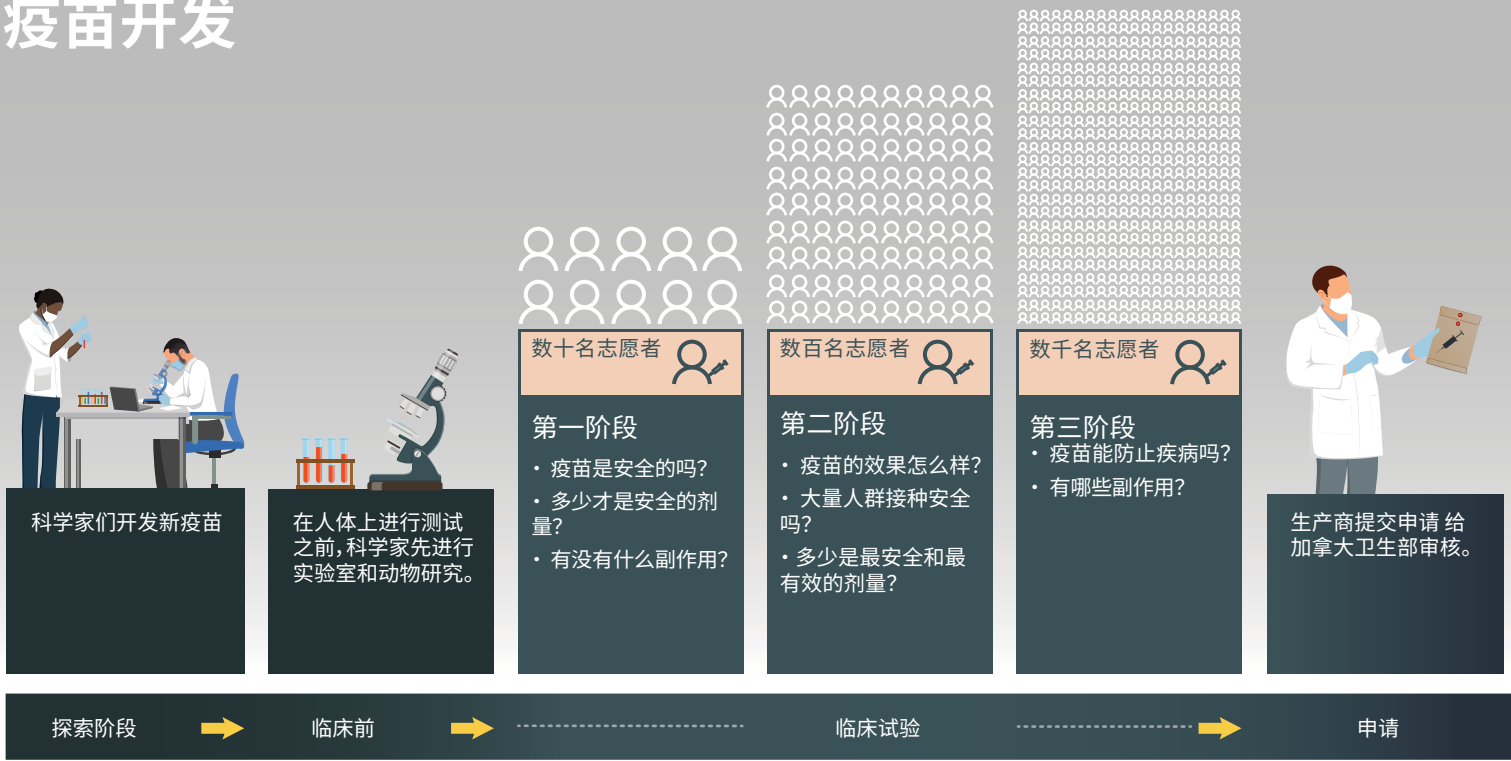 疫苗开发
科学家们开发新疫苗
在人体上进行测试
之前，科学家先进行
实验室和动物研究。
数十名志愿者
第一阶段
• 疫苗是安全的吗？
• 多少才是安全的剂
量？
• 有没有什么副作用？
数百名志愿者
第二阶段
• 疫苗的效果怎么样？
• 大量人群接种安全
吗？
• 多少是最安全和最
有效的剂量？
数千名志愿者
第三阶段
• 疫苗能防止疾病吗？
• 有哪些副作用？
生产商提交申请 给
加拿大卫生部审核。
探索阶段
临床前
临床试验
申请